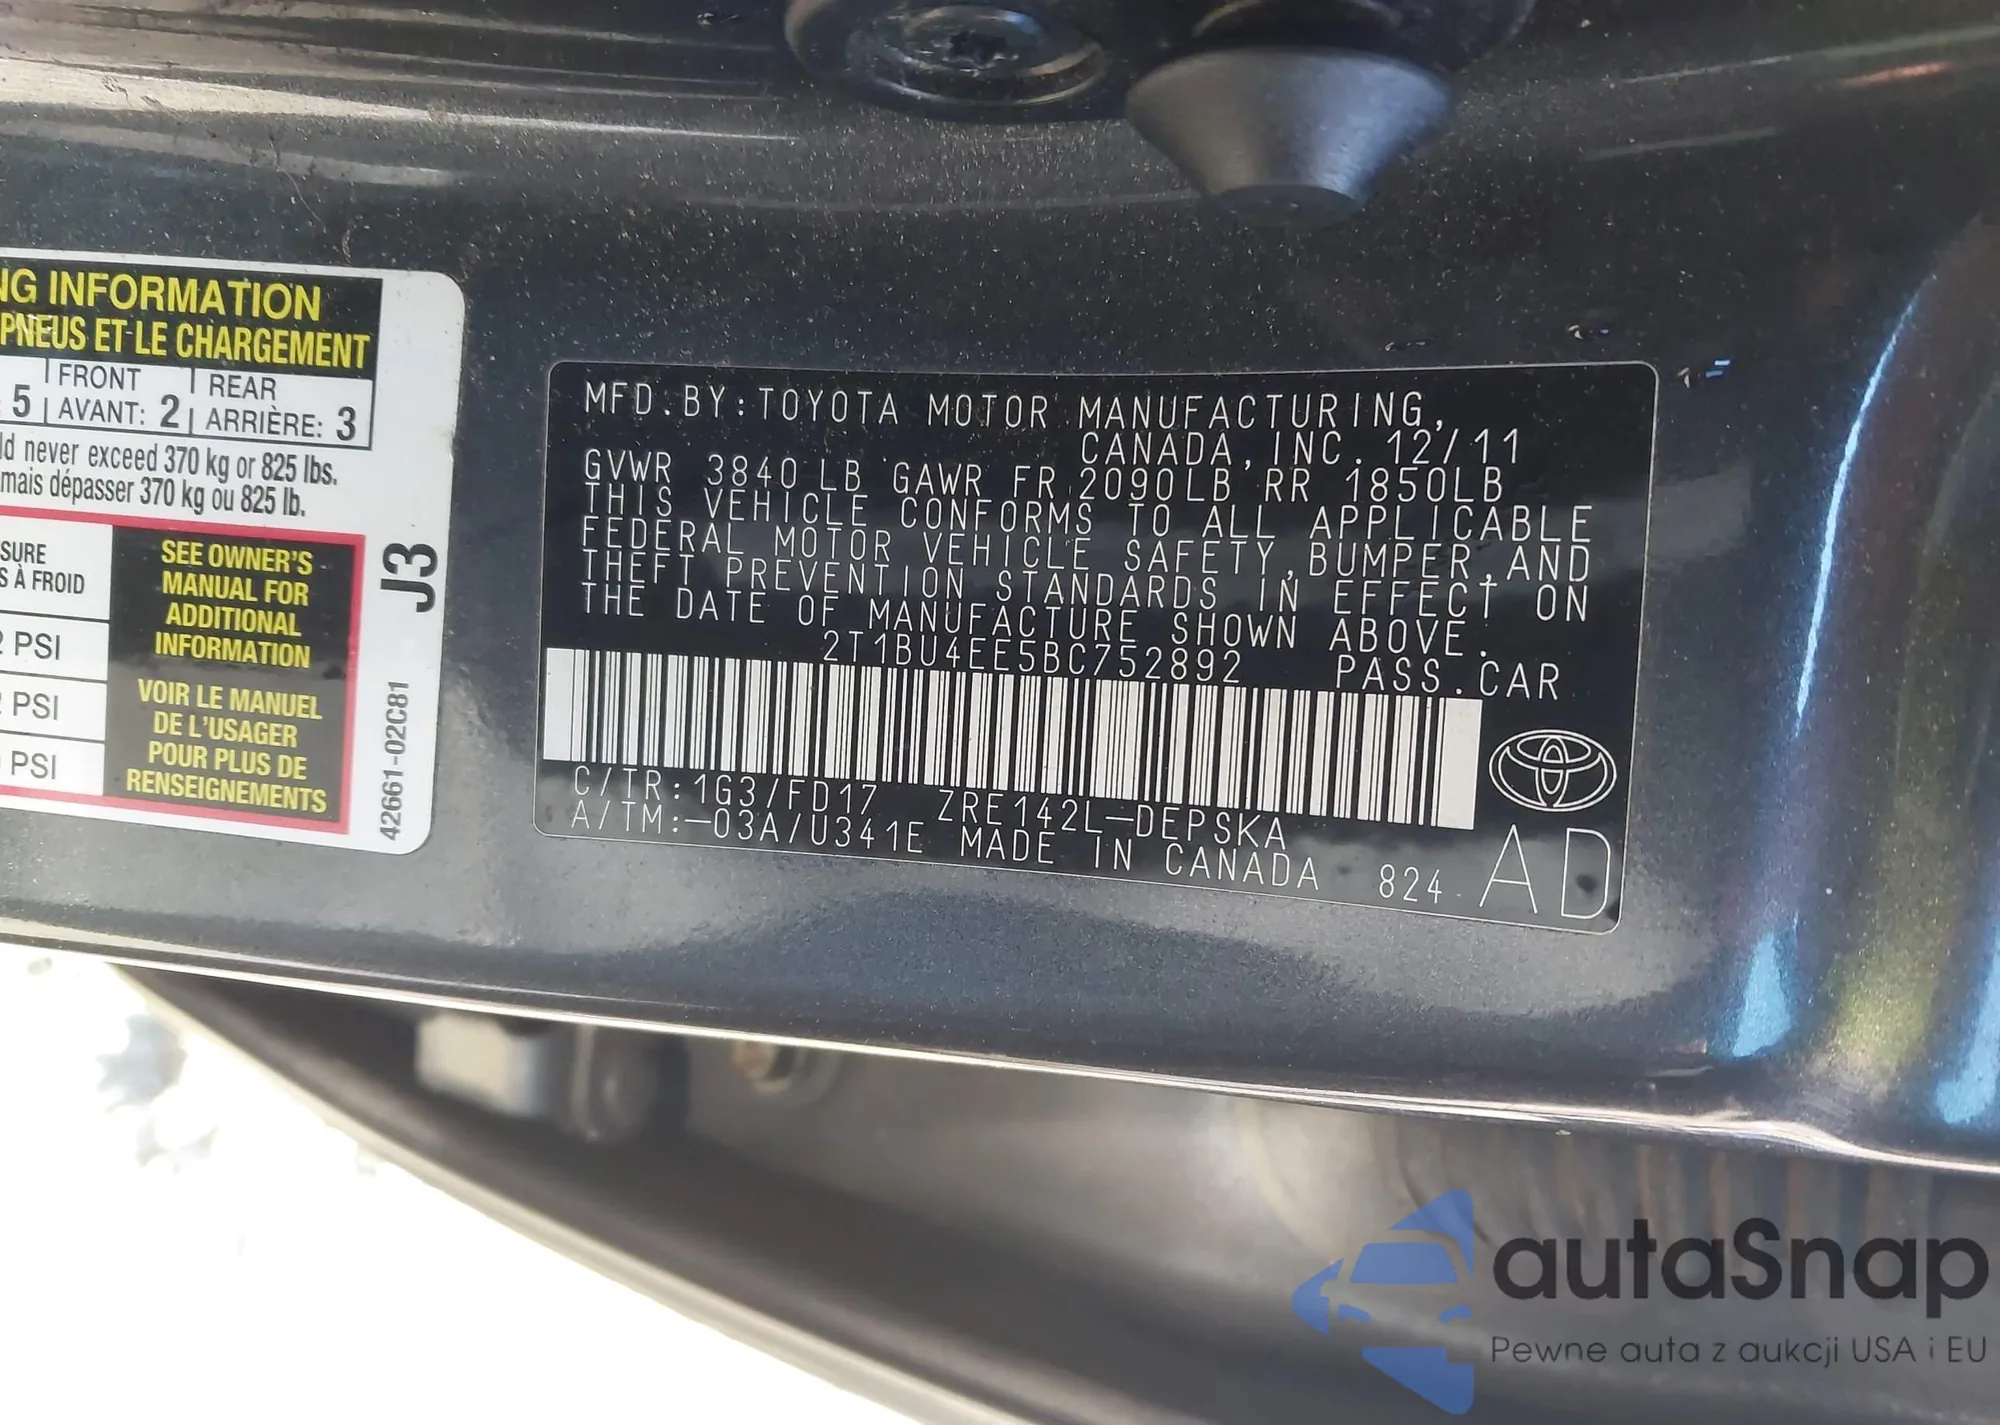 NG INFORMATION
PNEUS ET LE CHARGEMENT
5 FRONT AVANT: 2 REAR ARRIÈRE: 3
ld never exceed 370 kg or 825 lbs.
mais dépasser 370 kg ou 825 lb.
SURE
S À FROID
2 PSI
2 PSI
PSI
SEE OWNER'S
MANUAL FOR
ADDITIONAL
INFORMATION
VOIR LE MANUEL
DE L'USAGER
POUR PLUS DE
RENSEIGNEMENTS
J3
42661-02C81
MFD.BY:TOYOTA MOTOR MANUFACTURING,
CANADA,INC.12/11
GVWR 3840LB GAWR FR 2090LB RR 1850LB
THIS VEHICLE CONFORMS TO ALL APPLICABLE
FEDERAL MOTOR VEHICLE SAFETY,BUMPER,AND
THEFT PREVENTION STANDARDS IN EFFECT ON
THE DATE OF MANUFACTURE SHOWN ABOVE.
2T1BU4EE5BC752892 PASS.CAR
C/TR:1G3/FD17 ZRE142L-DEPSKA
A/TM:-03A/U341E MADE IN CANADA 824 AD
autaSnap
Pewne auta z aukcji USA i EU